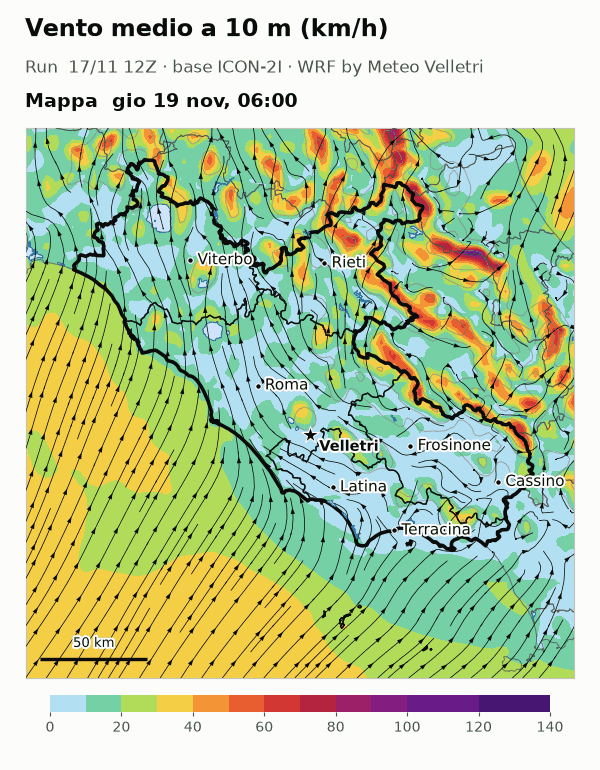 Vento medio a 10 m (km/h)
Run 17/11 12Z · base ICON-2I · WRF by Meteo Velletri
Mappa gio 19 nov, 06:00
Viterbo
Rieti
Roma
Velletri
Frosinone
Latina
Cassino
Terracina
50 km
0 20 40 60 80 100 120 140